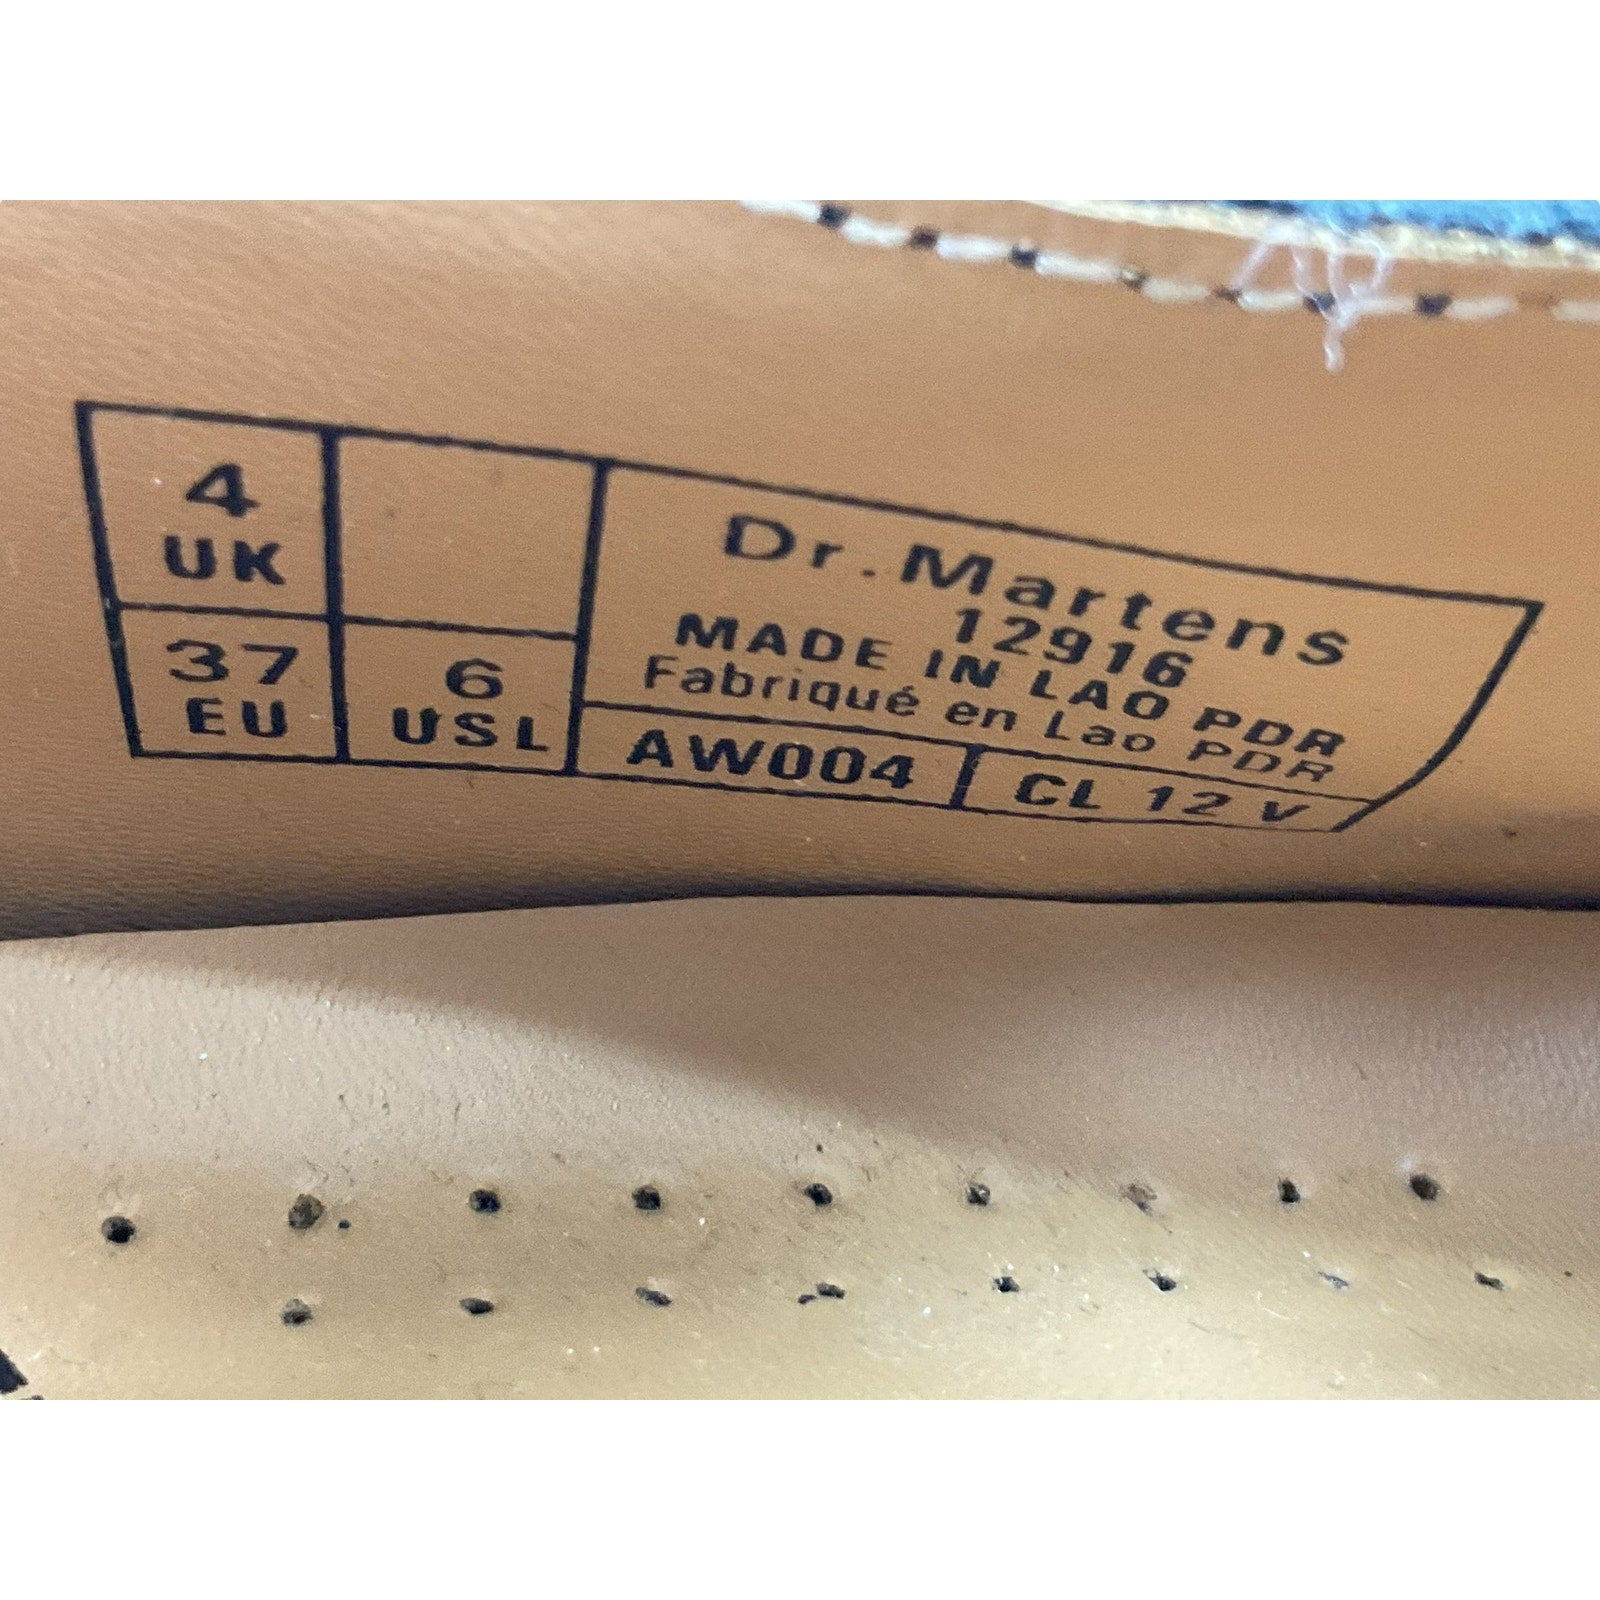 4
UK
37
EU
6
USL
Dr.Martens
12916
MADE IN LAO PDR
Fabriqué en Lao PDR
AW004
CL 12 V